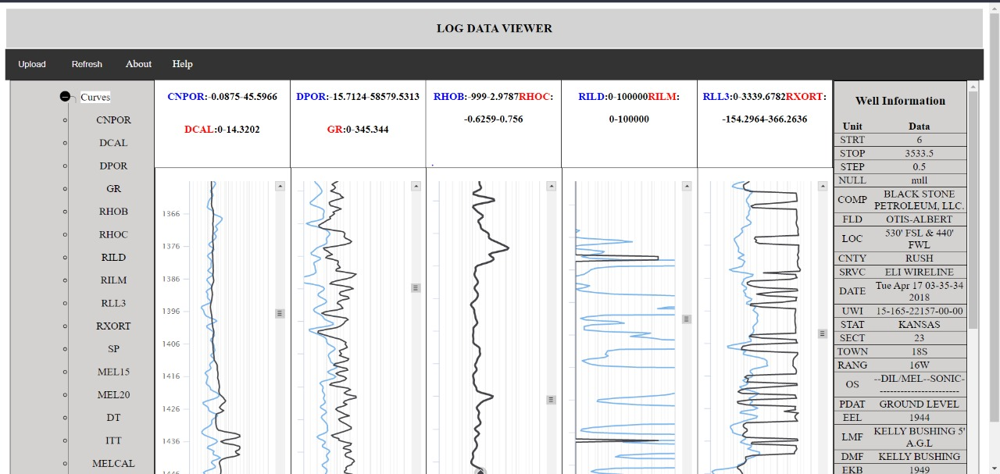 LOG DATA VIEWER
Upload Refresh About Help
Curves
CNPOR
DCAL
DPOR
GR
RHOB
RHOC
RILD
RILM
RLL3
RXORT
SP
MEL15
MEL20
DT
ITT
MELCAL
CNPOR:-0.0875-45.5966
DCAL:0-14.3202
DPOR:-15.7124-58579.5313
GR:0-345.344
RHOB:-999-2.9787RHOC:
-0.6259-0.756
RILD:0-100000RILM:
0-100000
RLL3:0-3339.6782RXORT:
-154.2964-366.2636
1366
1376
1386
1396
1406
1416
1426
1436
1446
Well Information
Unit Data
STRT 6
STOP 3533.5
STEP 0.5
NULL null
COMP BLACK STONE
PETROLEUM, LLC.
FLD OTIS-ALBERT
LOC 530' FSL & 440'
FWL
CNTY RUSH
SRVC ELI WIRELINE
DATE Tue Apr 17 03-35-34
2018
UWI 15-165-22157-00-00
STAT KANSAS
SECT 23
TOWN 18S
RANG 16W
OS --DIL/MEL--SONIC-
------------------------
PDAT GROUND LEVEL
EEL 1944
LMF KELLY BUSHING 5'
A.G.L
DMF KELLY BUSHING
EKB 1949